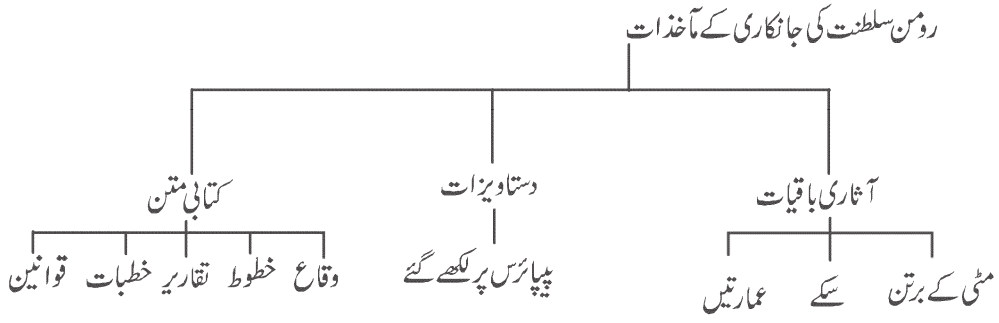 رومن سلطنت کی جانکاری کے مآخذات
آثاری باقیات
دستاویزات
کتابی متن
مٹی کے برتن
سکے
عمارتیں
پیپائرس پر لکھے گئے
وقاع
خطوط
تقاریر
خطبات
قوانین